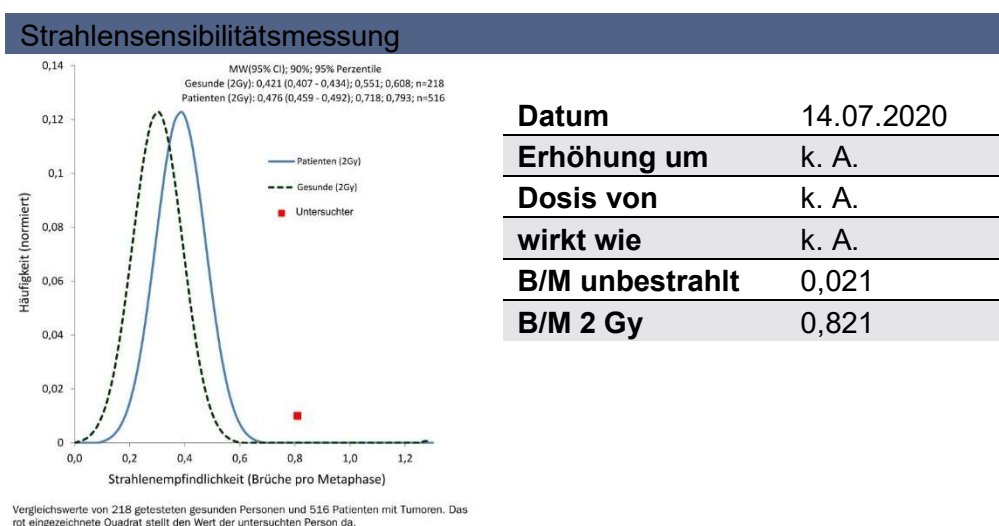 Strahlensensibilitätsmessung
MW(95% CI); 90%; 95% Perzentile
Gesunde (2Gy): 0,421 (0,407 - 0,434); 0,551; 0,608; n=218
Patienten (2Gy): 0,476 (0,459 - 0,492); 0,718; 0,793; n=516
0,14
0,12
0,1
0,08
0,06
0,04
0,02
0
Häufigkeit (normiert)
Patienten (2Gy)
Gesunde (2Gy)
Untersuchter
0,0 0,2 0,4 0,6 0,8 1,0 1,2
Strahlenempfindlichkeit (Brüche pro Metaphase)
Vergleichswerte von 218 getesteten gesunden Personen und 516 Patienten mit Tumoren. Das
rot eingezeichnete Quadrat stellt den Wert der untersuchten Person da.
Datum 14.07.2020
Erhöhung um k. A.
Dosis von k. A.
wirkt wie k. A.
B/M unbestrahlt 0,021
B/M 2 Gy 0,821